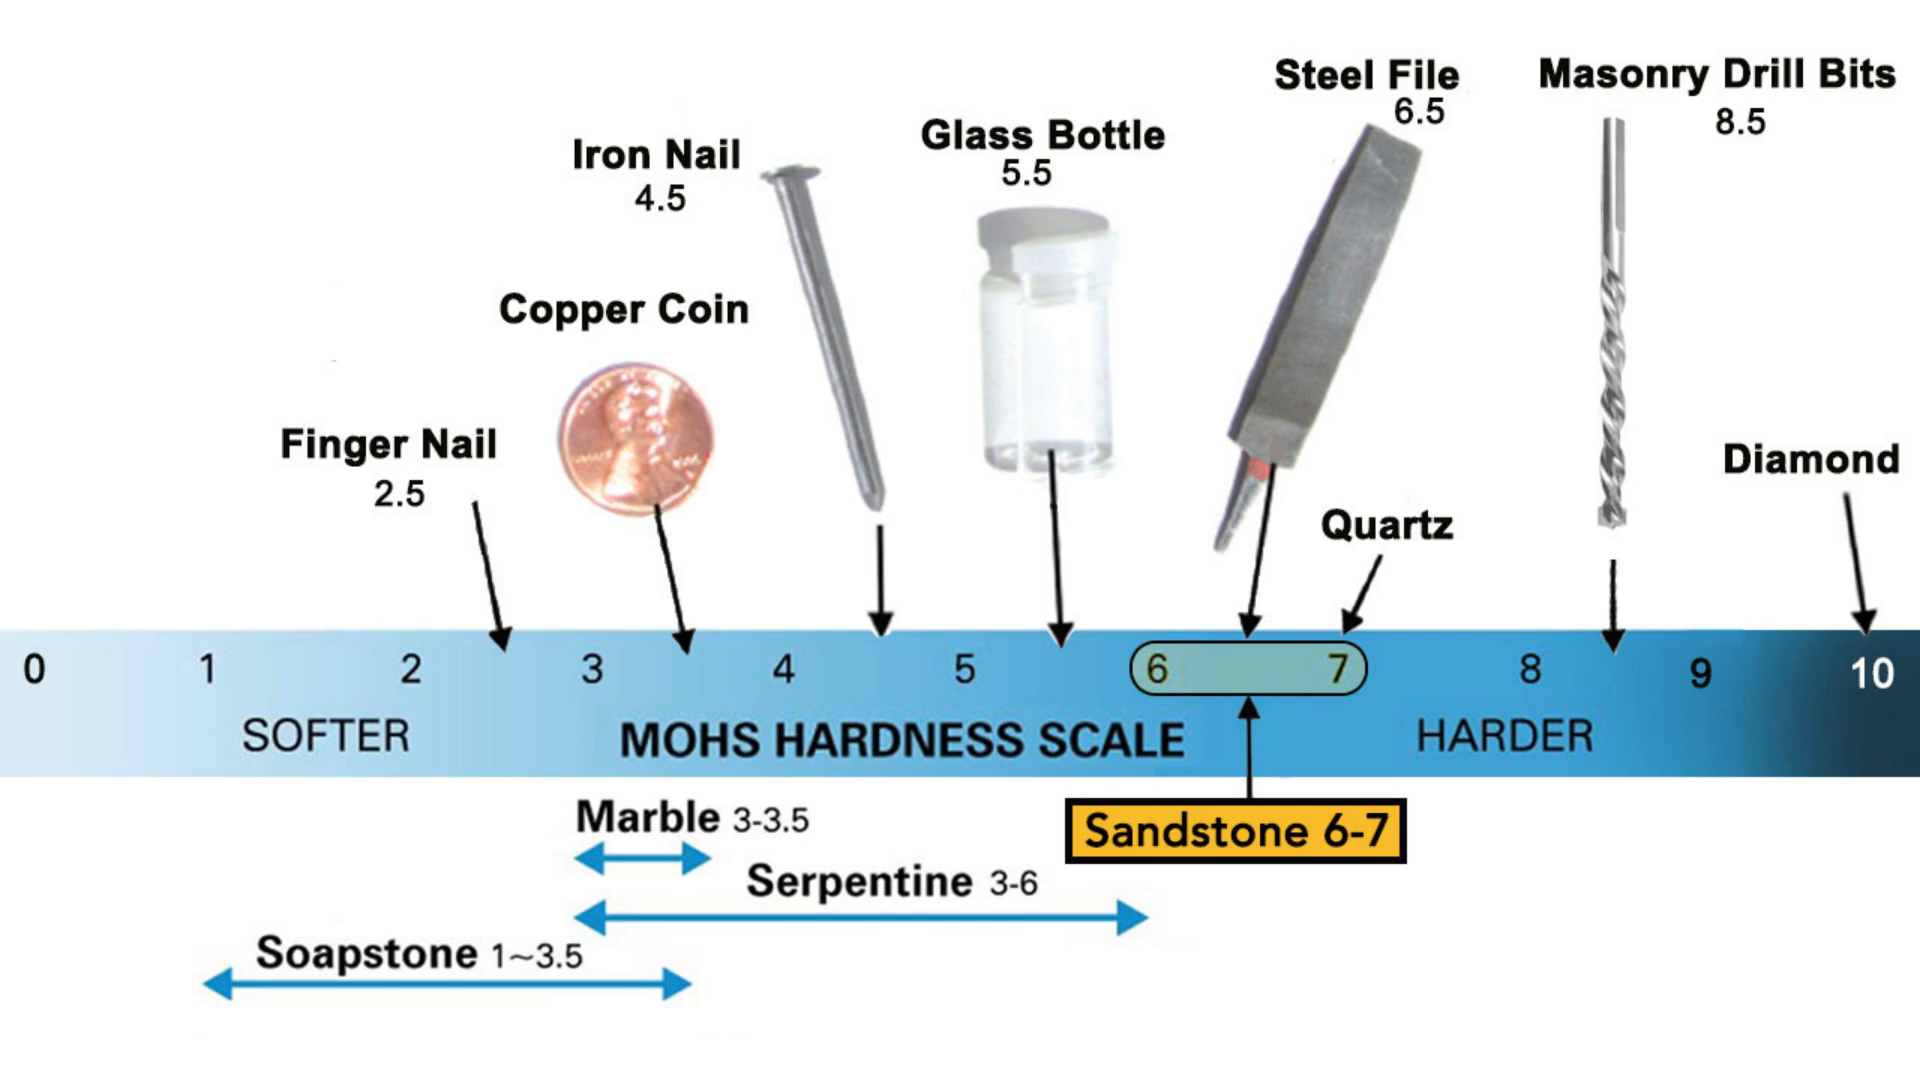 Steel File
6.5
Masonry Drill Bits
8.5
Glass Bottle
5.5
Iron Nail
4.5
Copper Coin
Finger Nail
2.5
Quartz
Diamond
0 1 2 3 4 5 6 7 8 9 10
SOFTER MOHS HARDNESS SCALE HARDER
Marble 3-3.5
Sandstone 6-7
Serpentine 3-6
Soapstone 1~3.5